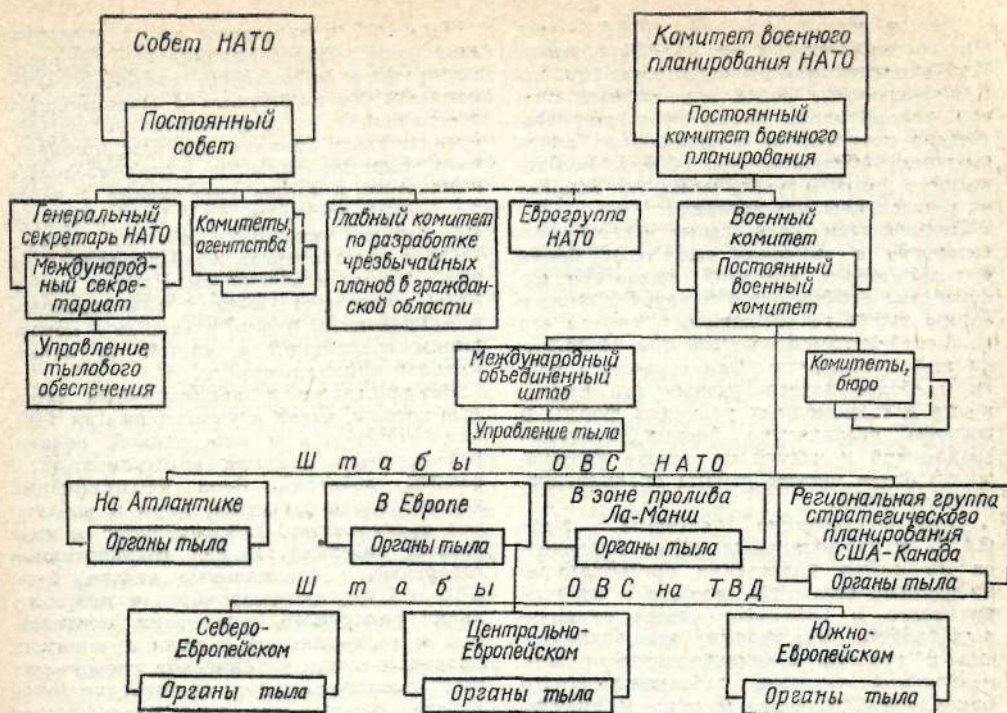 Совет НАТО
Постоянный
совет
Комитет военного
планирования НАТО
Постоянный
комитет военного
планирования
Генеральный
секретарь НАТО
Международ-
ный секре-
тариат
Управление
тылового
обеспечения
Комитеты,
агентства
Главный комитет
по разработке
чрезвычайных
планов в граждан-
ской области
Еврогруппа
НАТО
Военный
комитет
Постоянный
военный
комитет
Международный
объединенный
штаб
Управление тыла
Комитеты,
бюро
Штабы ОВС НАТО
На Атлантике
Органы тыла
В Европе
Органы тыла
В зоне пролива
Ла-Манш
Органы тыла
Региональная группа
стратегического
планирования
США-Канада
Органы тыла
Штабы ОВС на ТВД
Северо-
Европейском
Органы тыла
Центрально-
Европейском
Органы тыла
Южно-
Европейском
Органы тыла